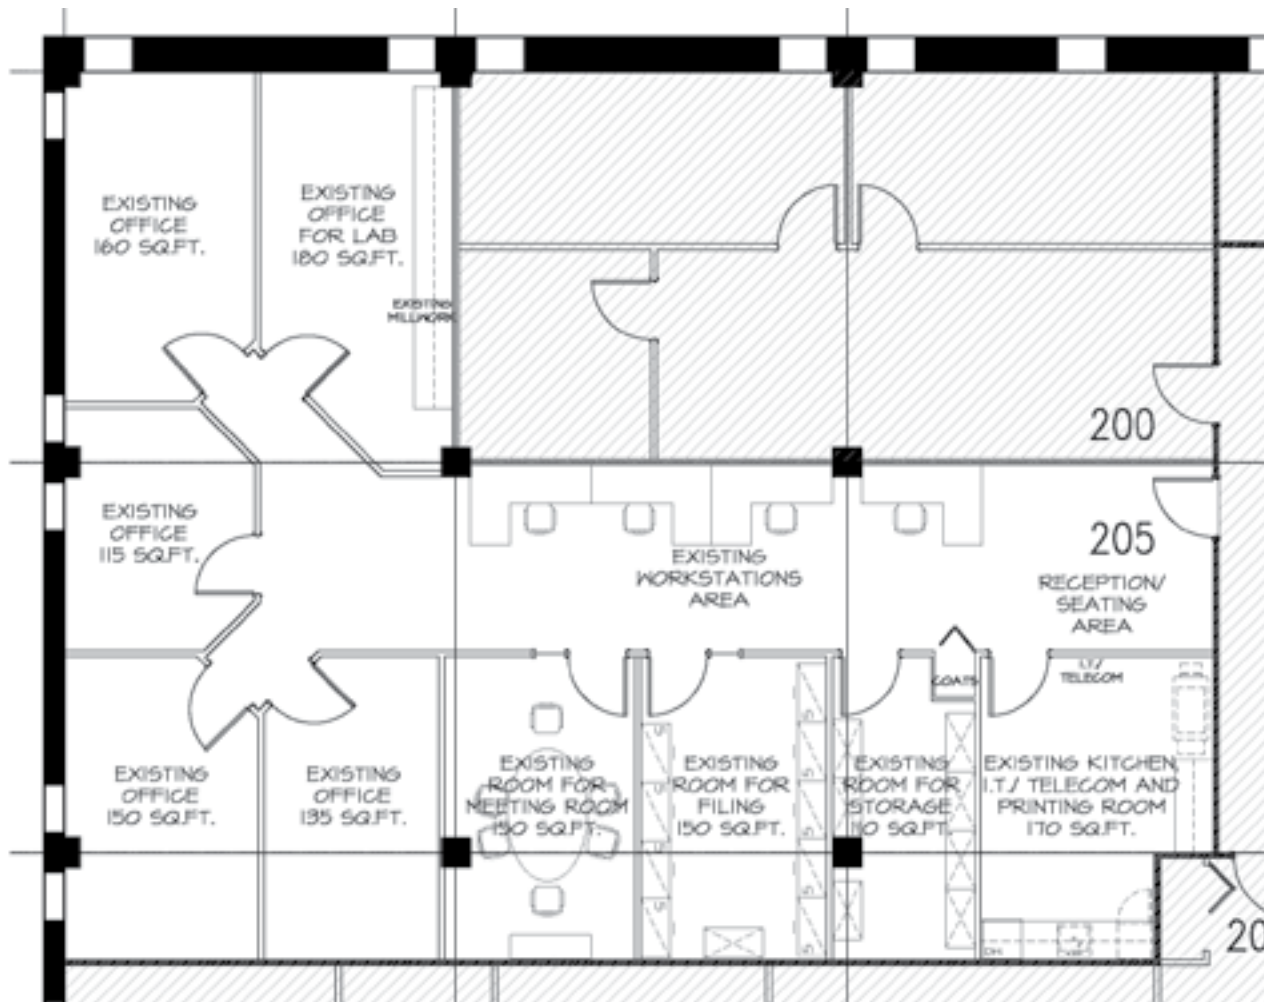 EXISTING
OFFICE
160 SQ.FT.
EXISTING
OFFICE
FOR LAB
180 SQ.FT.
EXISTING
MILLWORK
200
EXISTING
OFFICE
115 SQ.FT.
EXISTING
WORKSTATIONS
AREA
205
RECEPTION/
SEATING
AREA
COATS
I.T./
TELECOM
EXISTING
OFFICE
150 SQ.FT.
EXISTING
OFFICE
135 SQ.FT.
EXISTING
ROOM FOR
MEETING ROOM
150 SQ.FT.
EXISTING
ROOM FOR
FILING
150 SQ.FT.
EXISTING
ROOM FOR
STORAGE
110 SQ.FT.
EXISTING KITCHEN,
I.T./ TELECOM AND
PRINTING ROOM
170 SQ.FT.
20